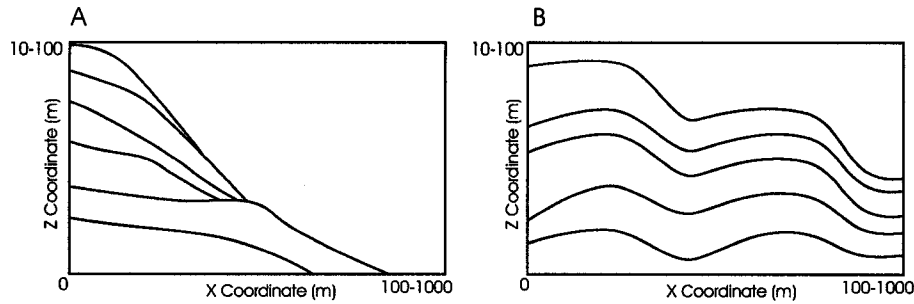 A
10-100
Z Coordinate (m)
0
X Coordinate (m)
100-1000
B
10-100
Z Coordinate (m)
0
X Coordinate (m)
100-1000